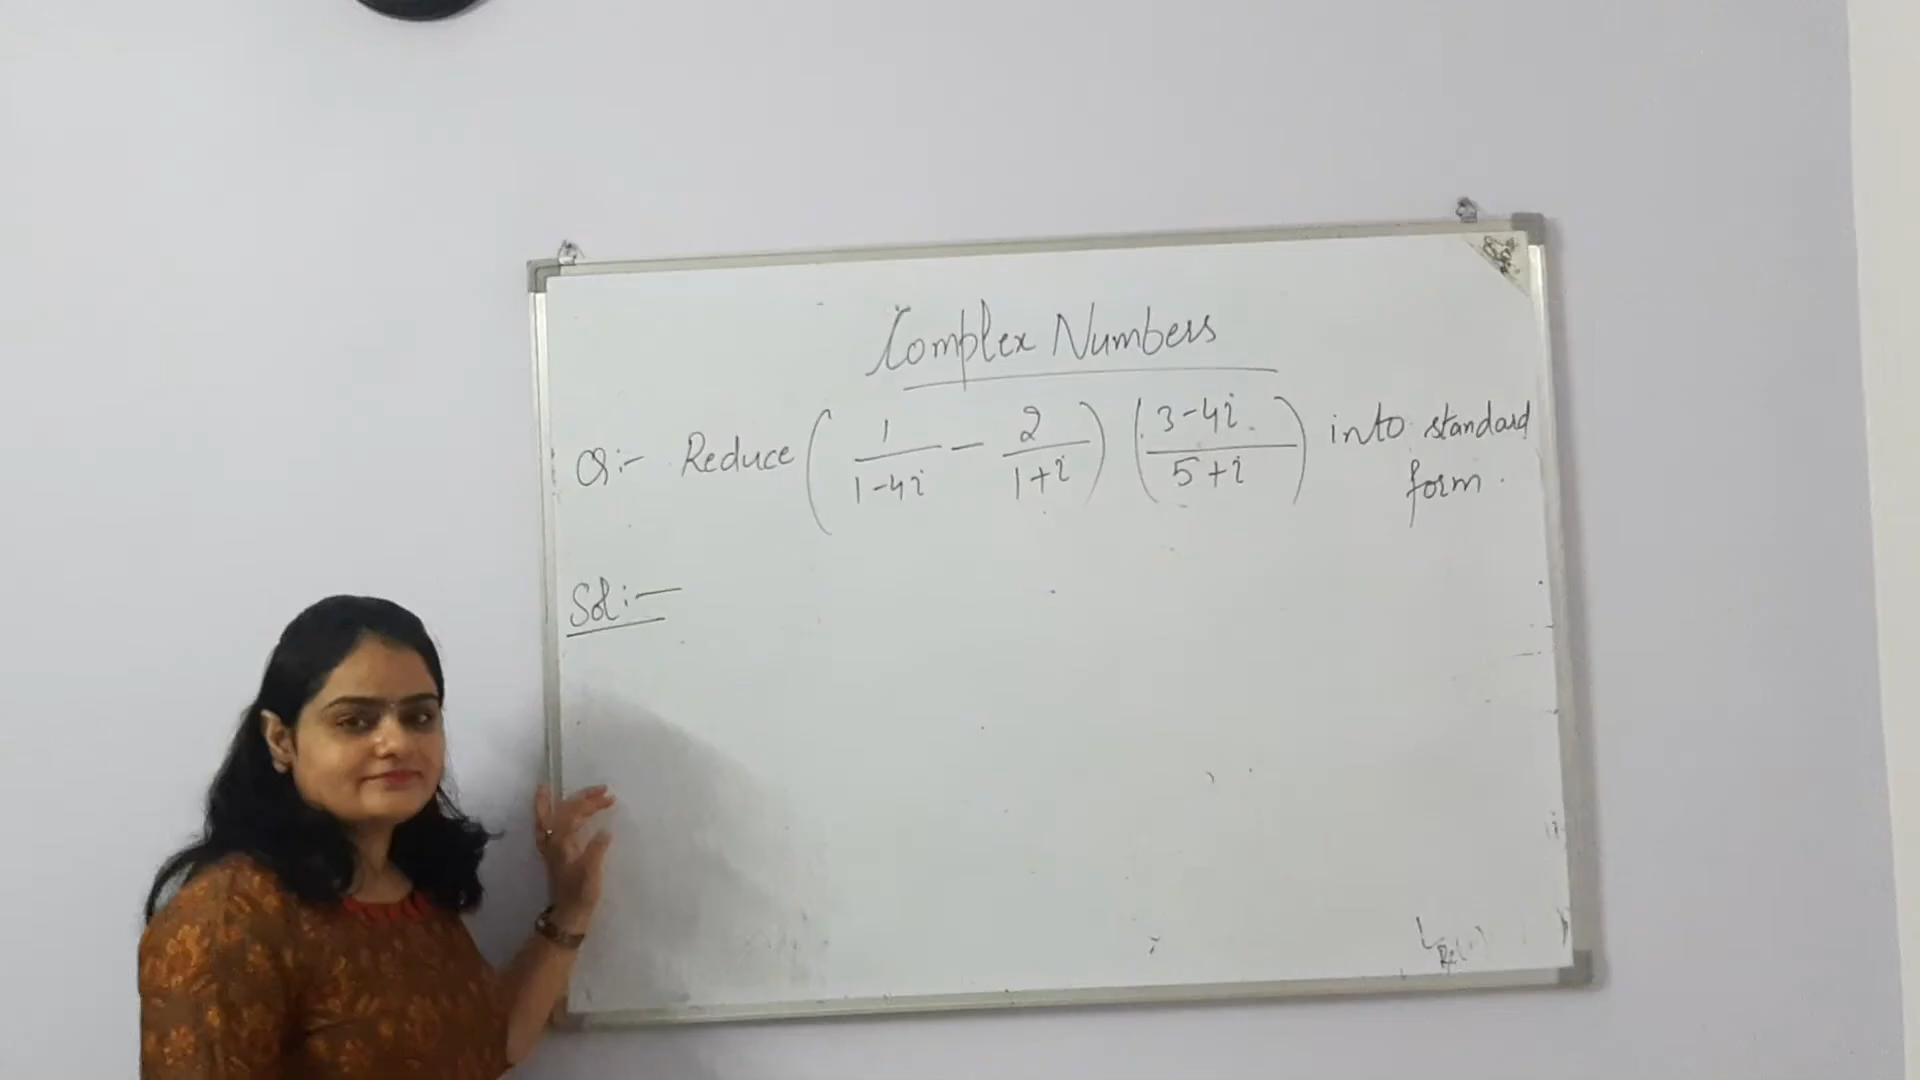 Complex Numbers
Q:- Reduce (1/(1-4i) - 2/(1+i)) ((3-4i)/(5+i)) into standard
form.
Sol:-